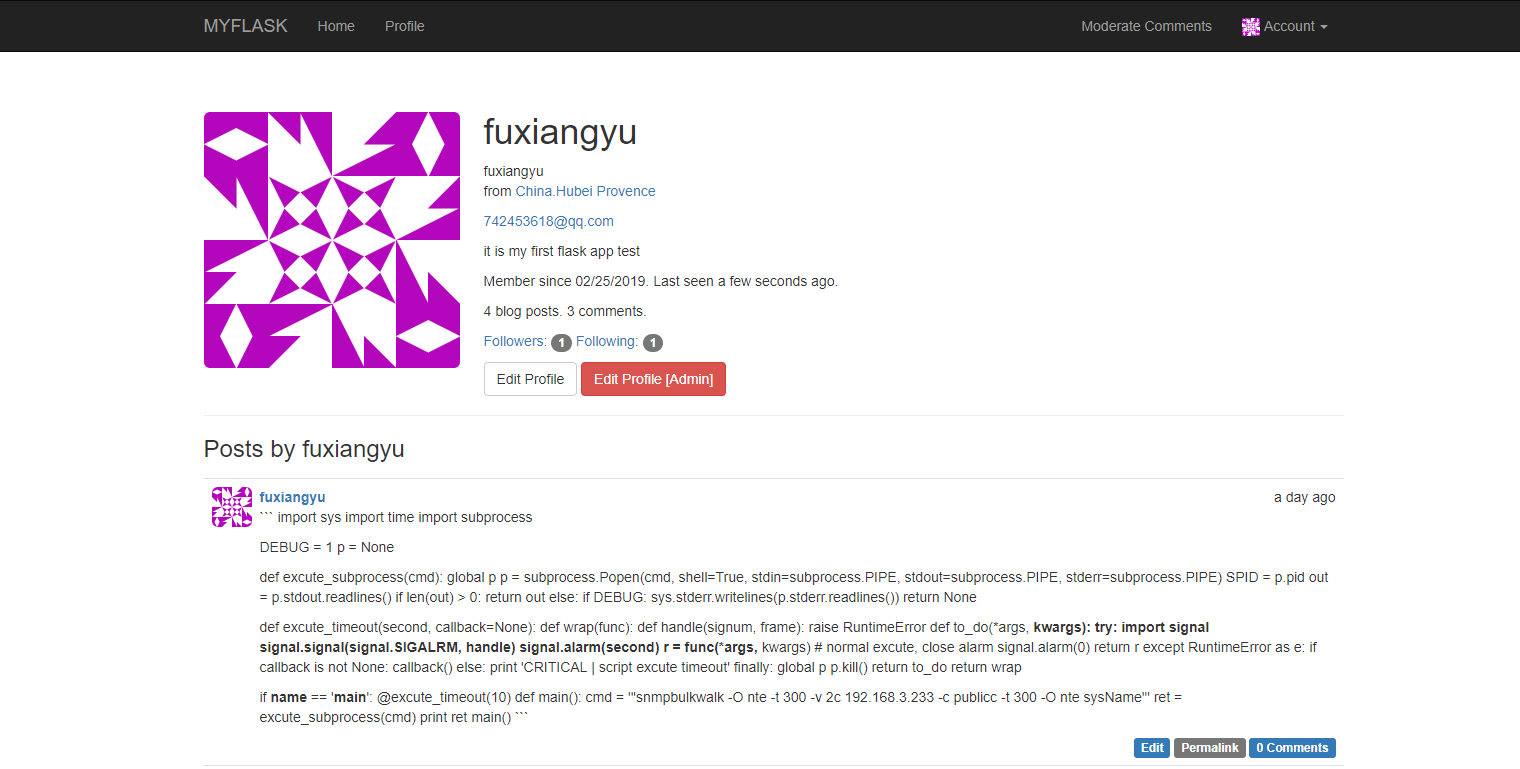 MYFLASK Home Profile Moderate Comments Account
fuxiangyu
fuxiangyu
from China.Hubei Provence
742453618@qq.com
it is my first flask app test
Member since 02/25/2019. Last seen a few seconds ago.
4 blog posts. 3 comments.
Followers: 1 Following: 1
Edit Profile Edit Profile [Admin]
Posts by fuxiangyu
fuxiangyu a day ago
``` import sys import time import subprocess
DEBUG = 1 p = None
def excute_subprocess(cmd): global p p = subprocess.Popen(cmd, shell=True, stdin=subprocess.PIPE, stdout=subprocess.PIPE, stderr=subprocess.PIPE) SPID = p.pid out
= p.stdout.readlines() if len(out) > 0: return out else: if DEBUG: sys.stderr.writelines(p.stderr.readlines()) return None
def excute_timeout(second, callback=None): def wrap(func): def handle(signum, frame): raise RuntimeError def to_do(*args, kwargs): try: import signal
signal.signal(signal.SIGALRM, handle) signal.alarm(second) r = func(*args, kwargs) # normal excute, close alarm signal.alarm(0) return r except RuntimeError as e: if
callback is not None: callback() else: print 'CRITICAL | script excute timeout' finally: global p p.kill() return to_do return wrap
if name == 'main': @excute_timeout(10) def main(): cmd = '''snmpbulkwalk -O nte -t 300 -v 2c 192.168.3.233 -c publicc -t 300 -O nte sysName''' ret =
excute_subprocess(cmd) print ret main() ```
Edit Permalink 0 Comments